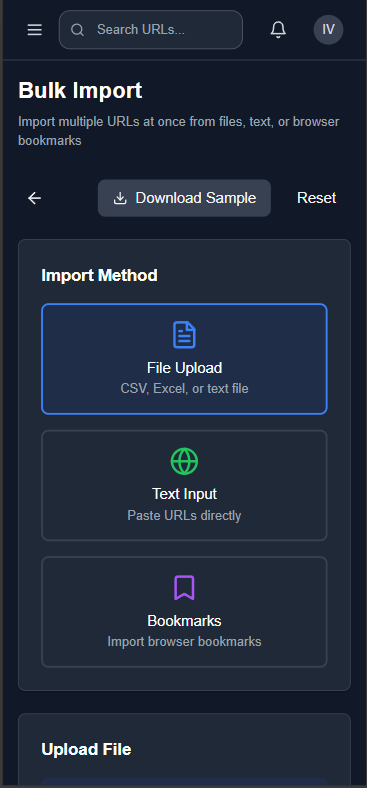 Search URLs...
IV
Bulk Import
Import multiple URLs at once from files, text, or browser
bookmarks
Download Sample
Reset
Import Method
File Upload
CSV, Excel, or text file
Text Input
Paste URLs directly
Bookmarks
Import browser bookmarks
Upload File